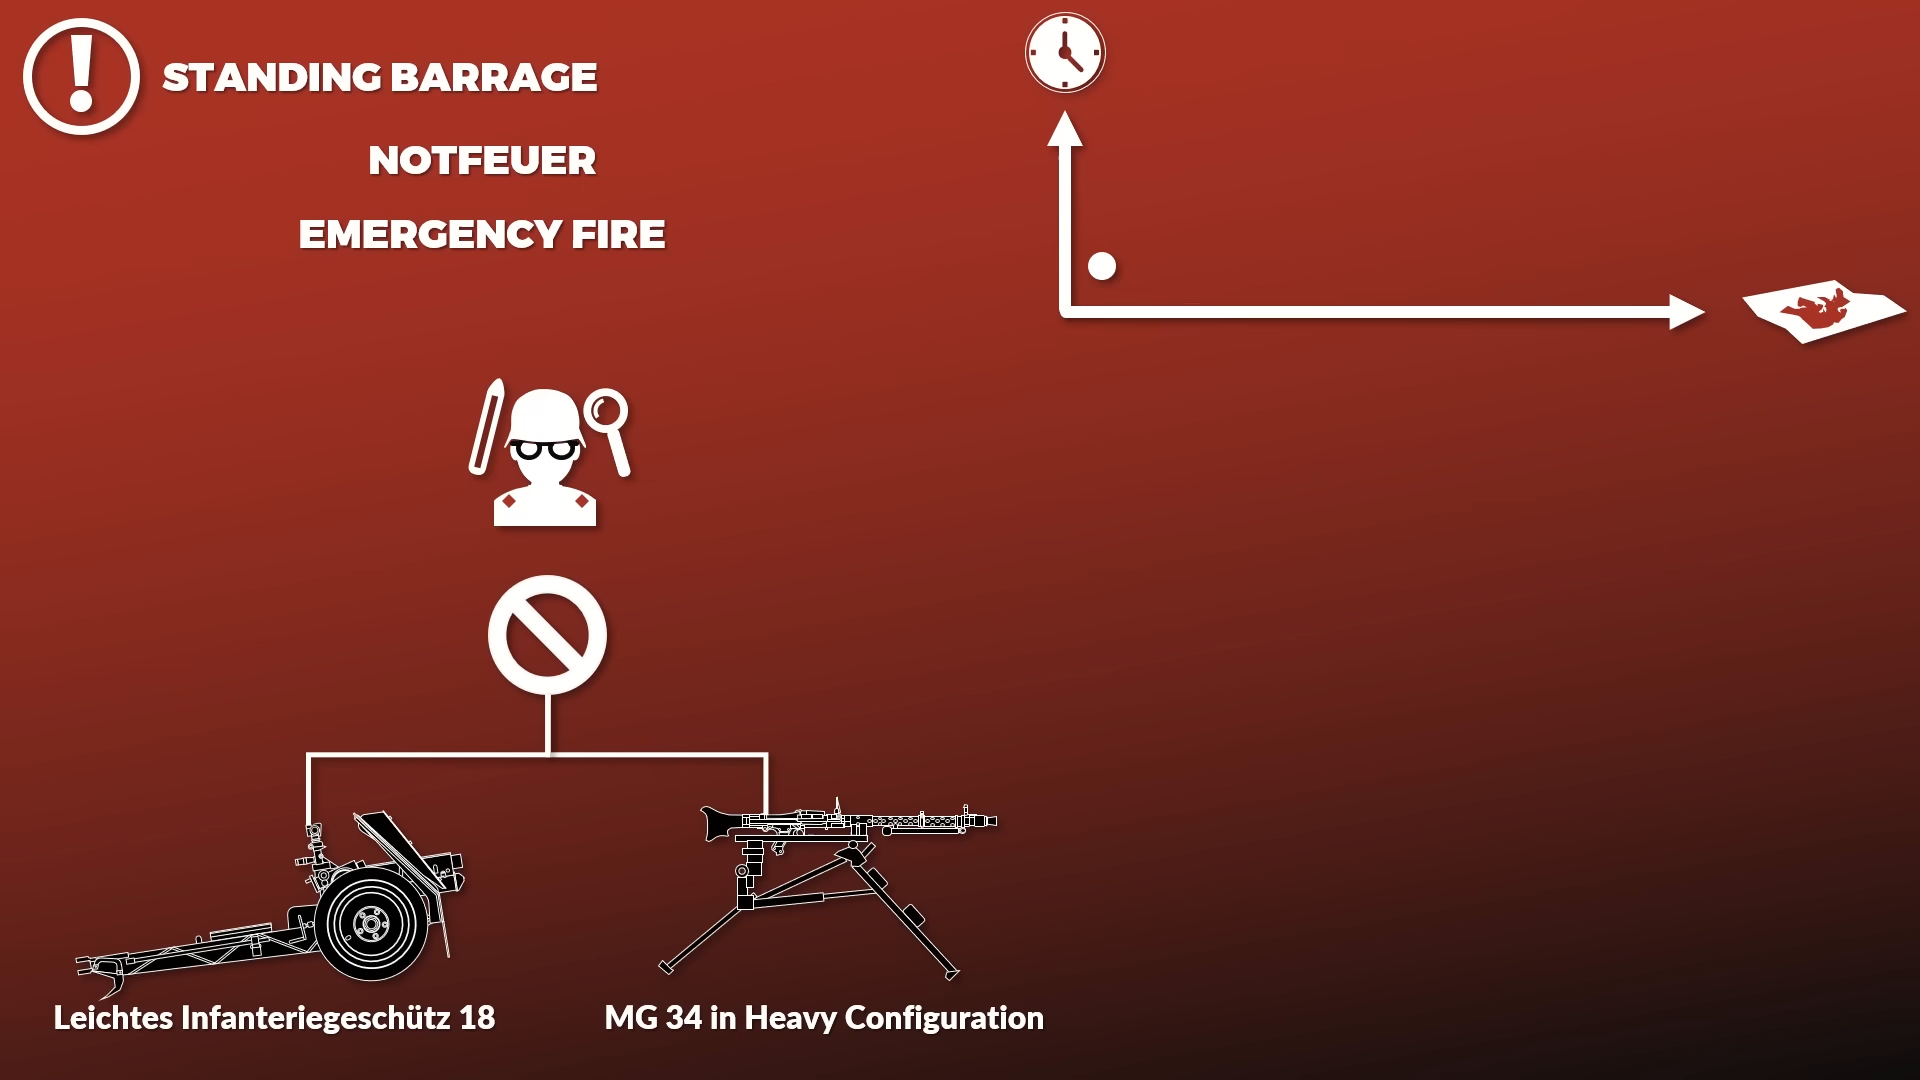 STANDING BARRAGE
NOTFEUER
EMERGENCY FIRE
Leichtes Infanteriegeschütz 18
MG 34 in Heavy Configuration